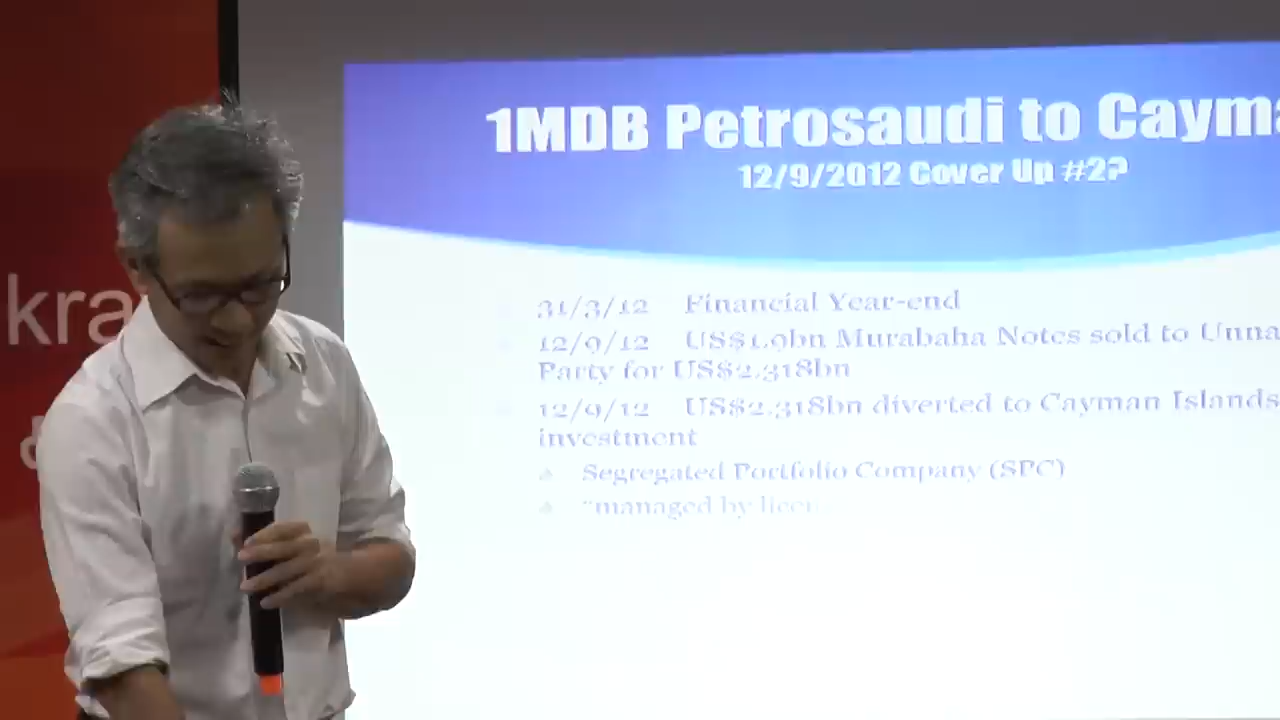 1MDB Petrosaudi to Cayma
12/9/2012 Cover Up #2?
31/3/12 Financial Year-end
12/9/12 US$1.9bn Murabaha Notes sold to Unna
Party for US$2.318bn
12/9/12 US$2.318bn diverted to Cayman Islands
investment
Segregated Portfolio Company (SPC)
"managed by licen
kra
&